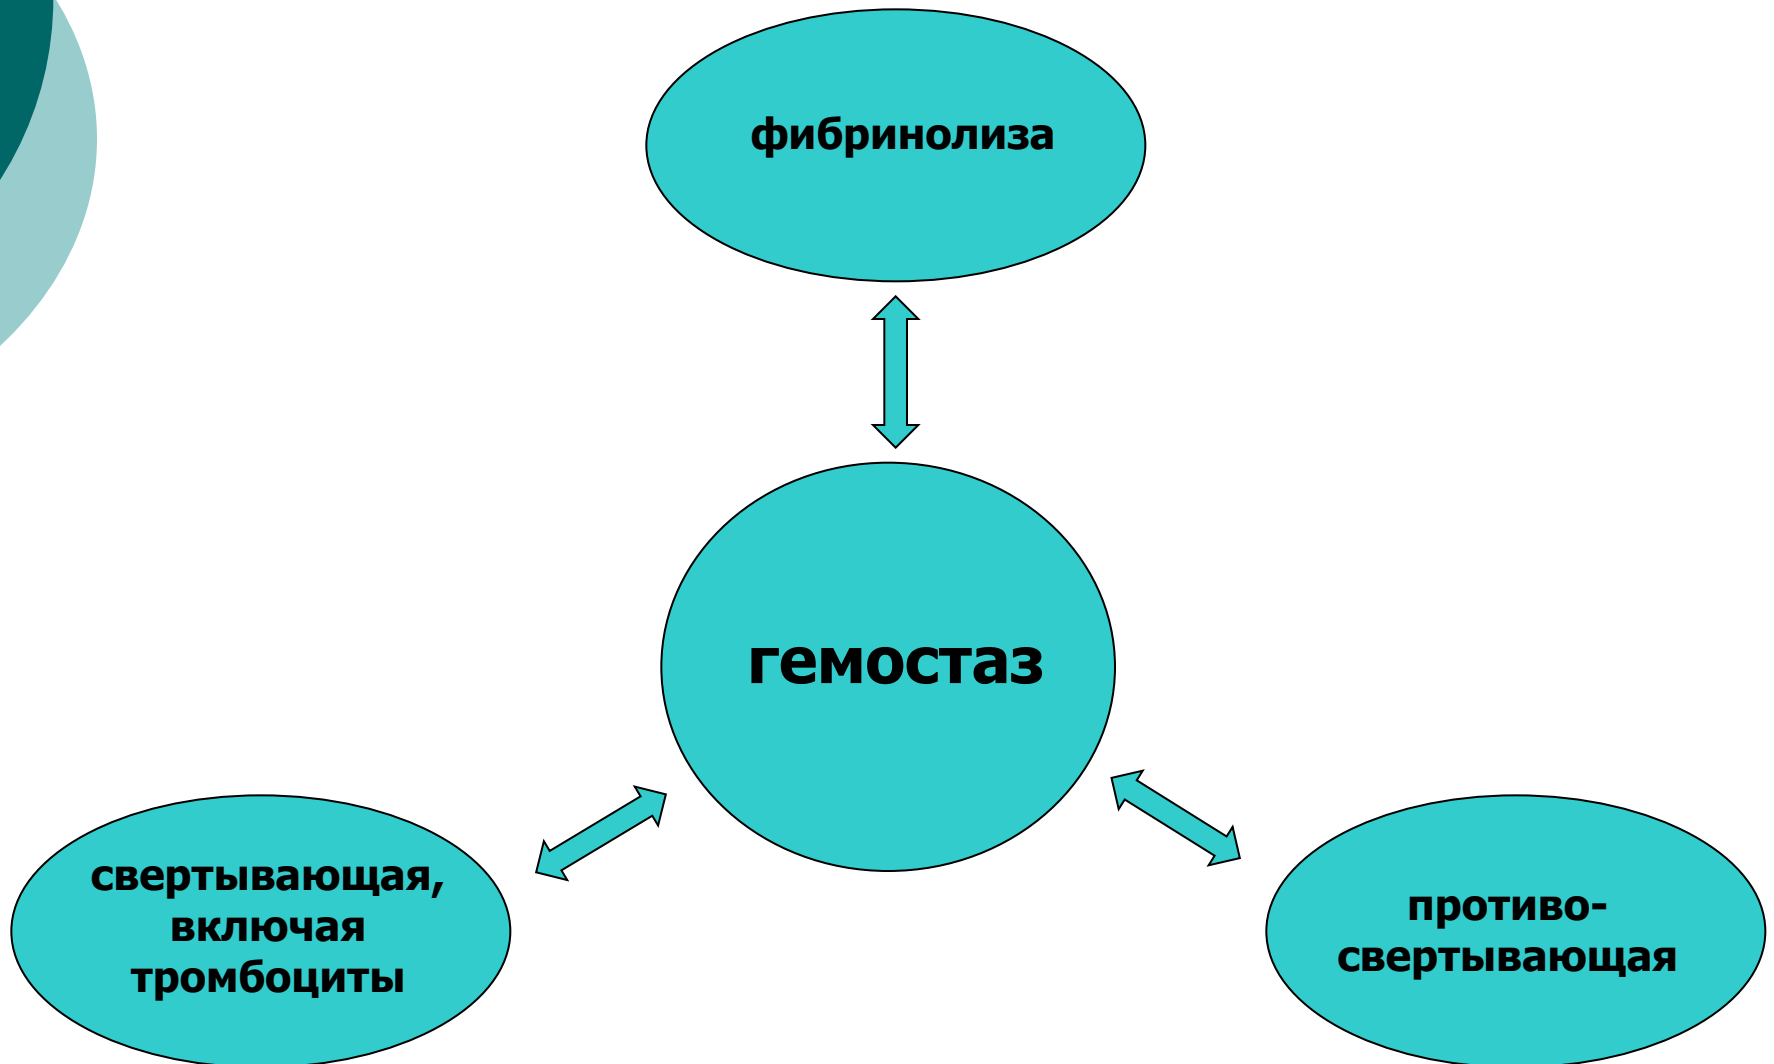 фибринолиза
гемостаз
свертывающая,
включая
тромбоциты
противо-
свертывающая